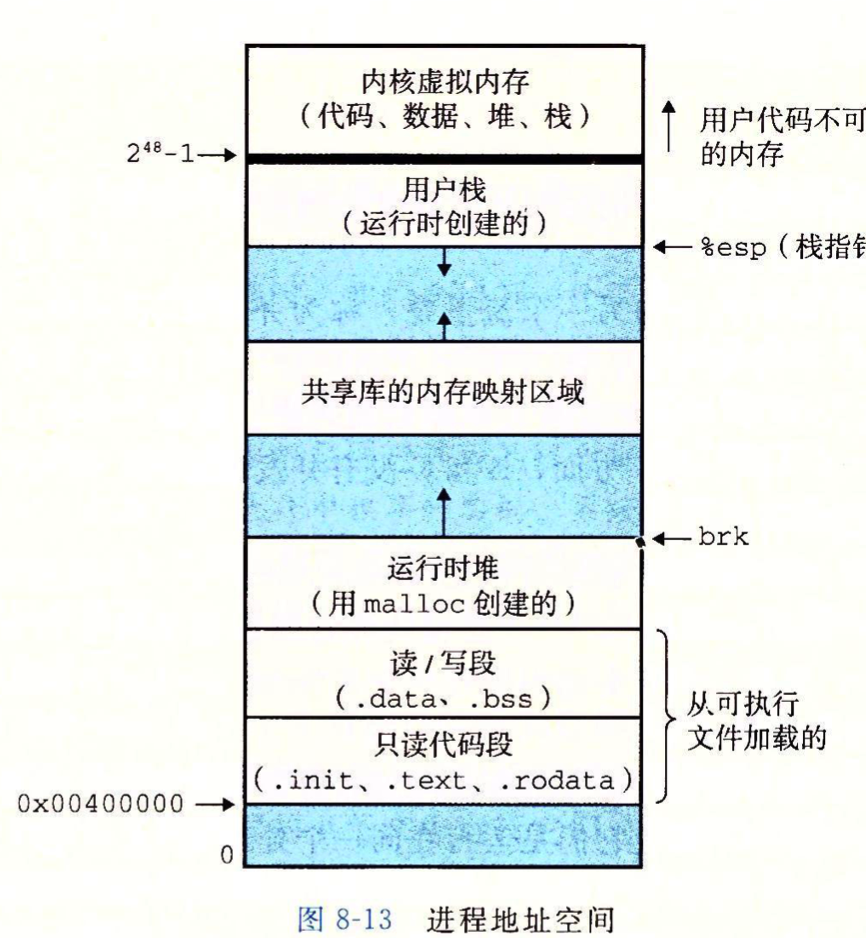 内核虚拟内存
（代码、数据、堆、栈）
用户代码不可
的内存
2⁴⁸-1
用户栈
（运行时创建的）
%esp（栈指
共享库的内存映射区域
brk
运行时堆
（用 malloc 创建的）
读/写段
（.data、.bss）
从可执行
文件加载的
只读代码段
（.init、.text、.rodata）
0x00400000
0
图 8-13 进程地址空间